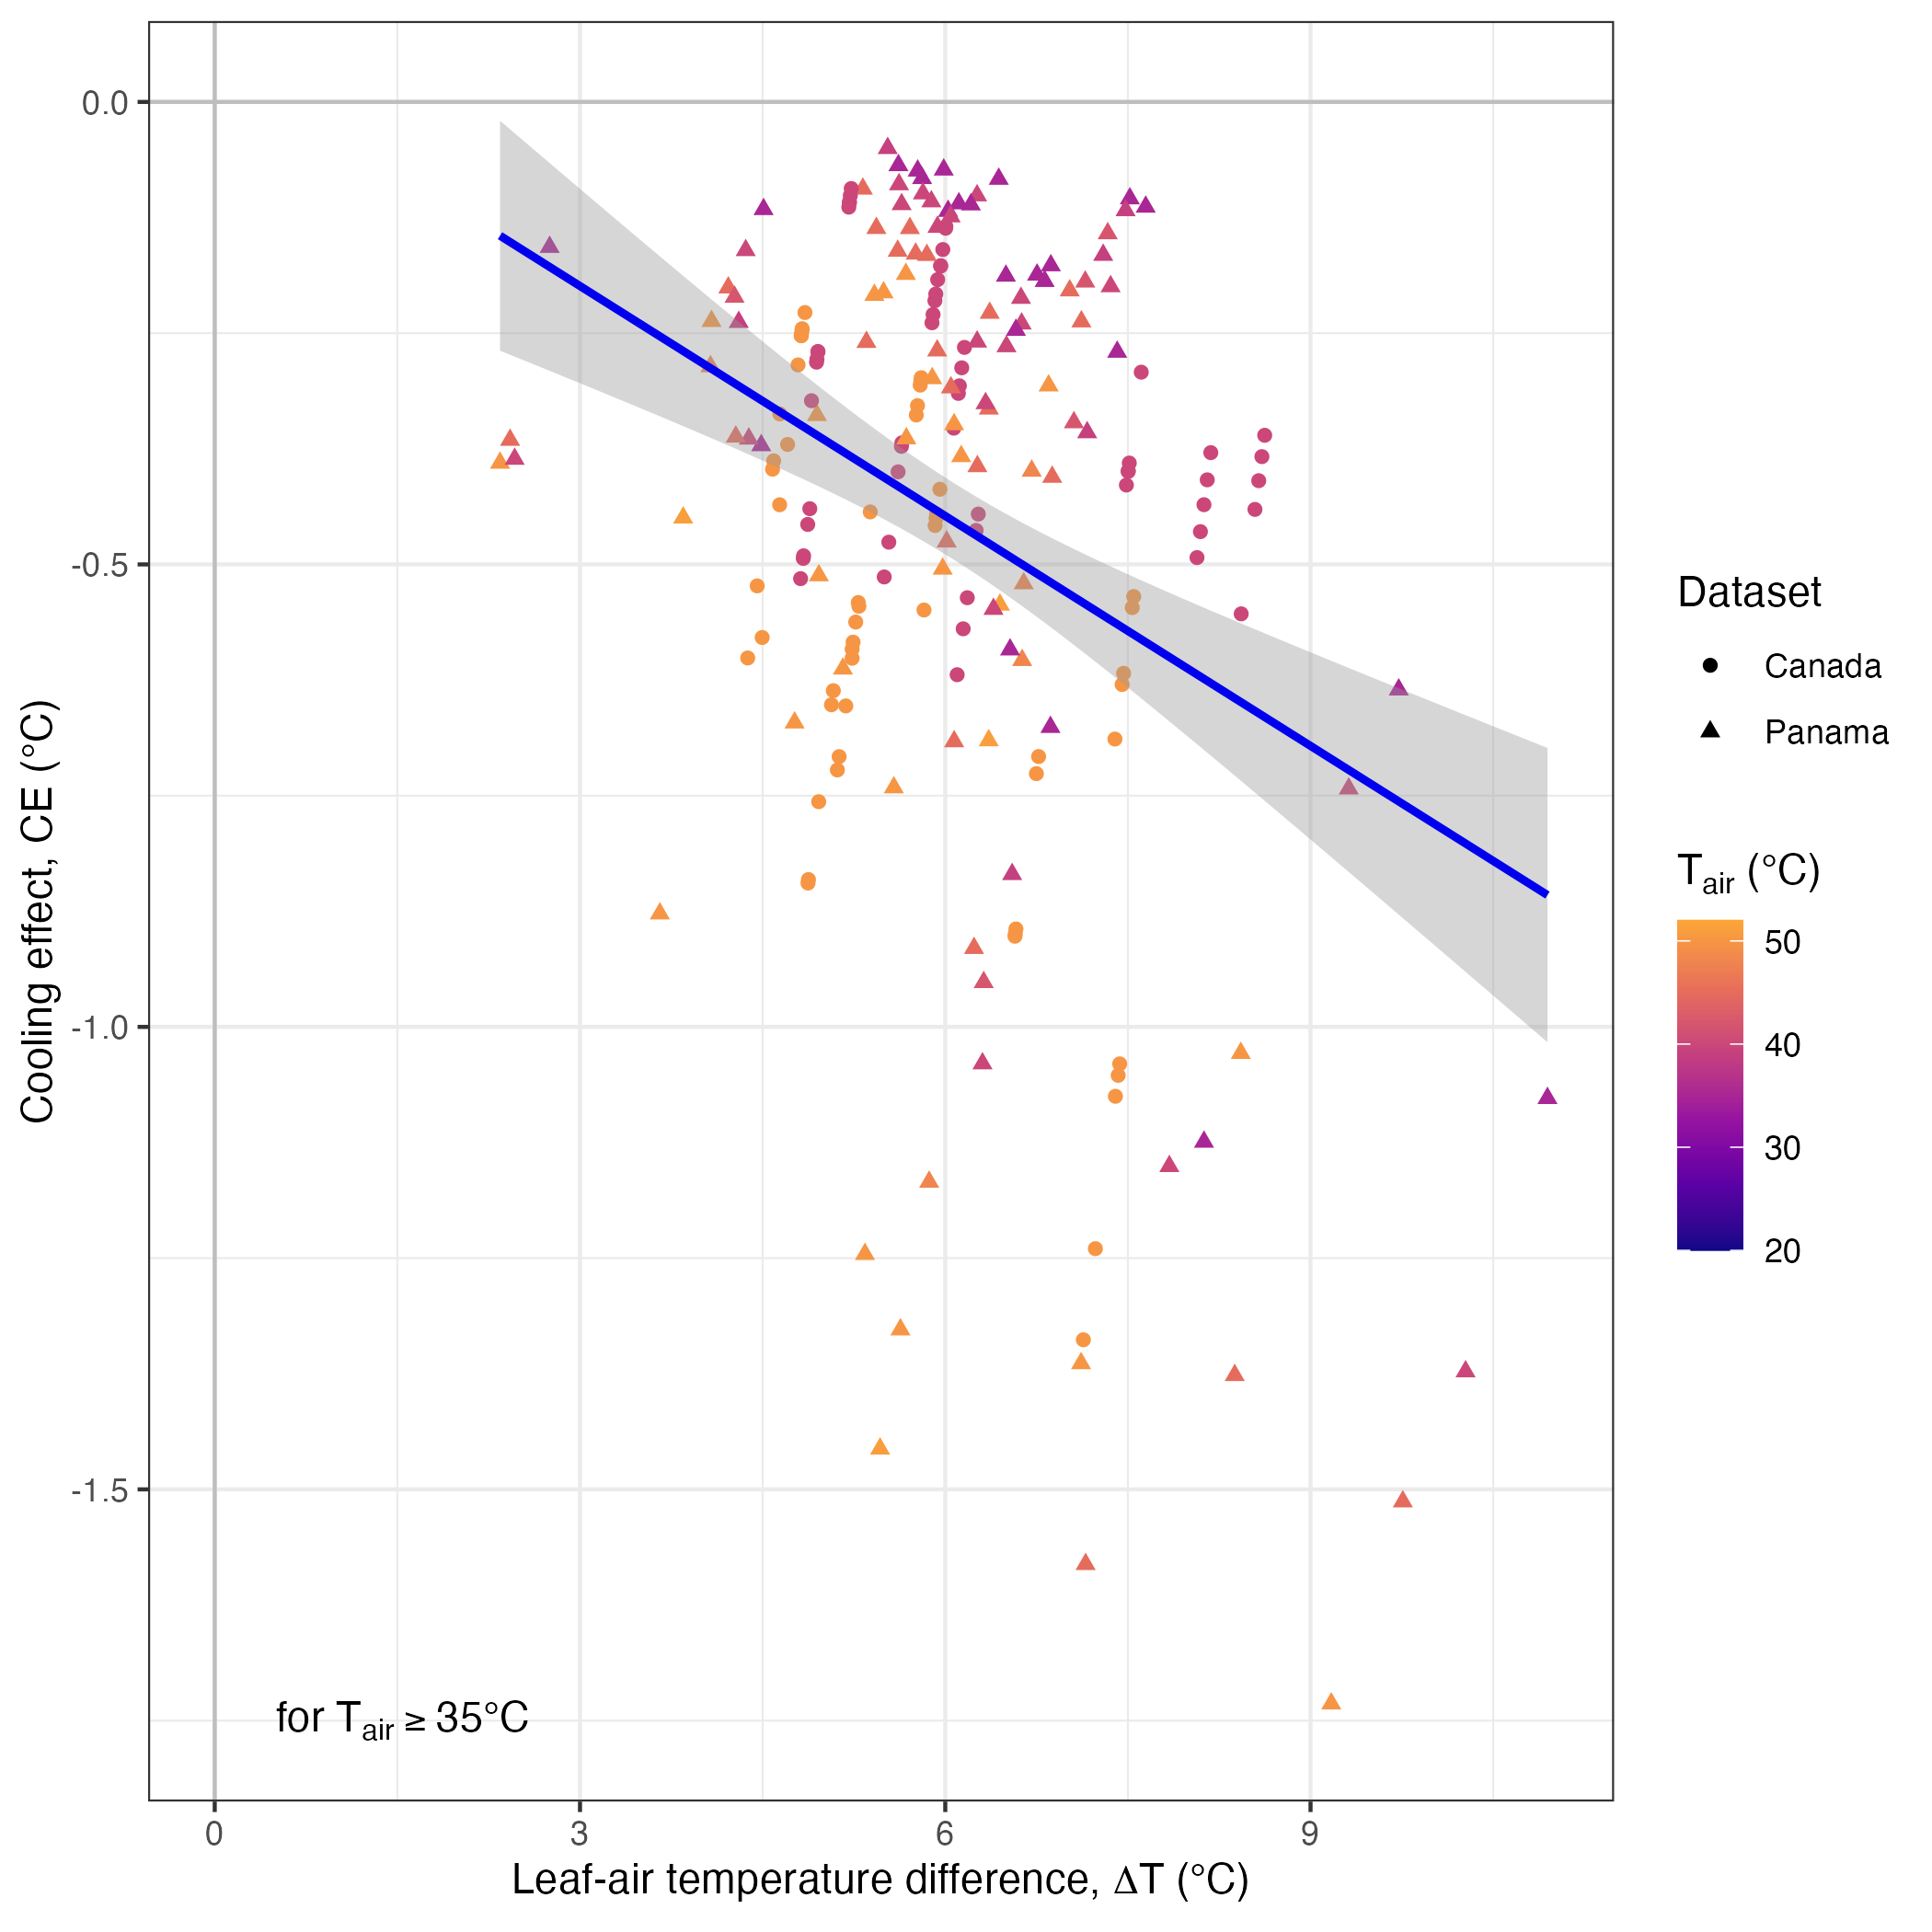 0.0
-0.5
-1.0
-1.5
Cooling effect, CE (°C)
for Tair ≥ 35°C
0 3 6 9
Leaf-air temperature difference, ΔT (°C)
Dataset
Canada
Panama
Tair (°C)
50
40
30
20